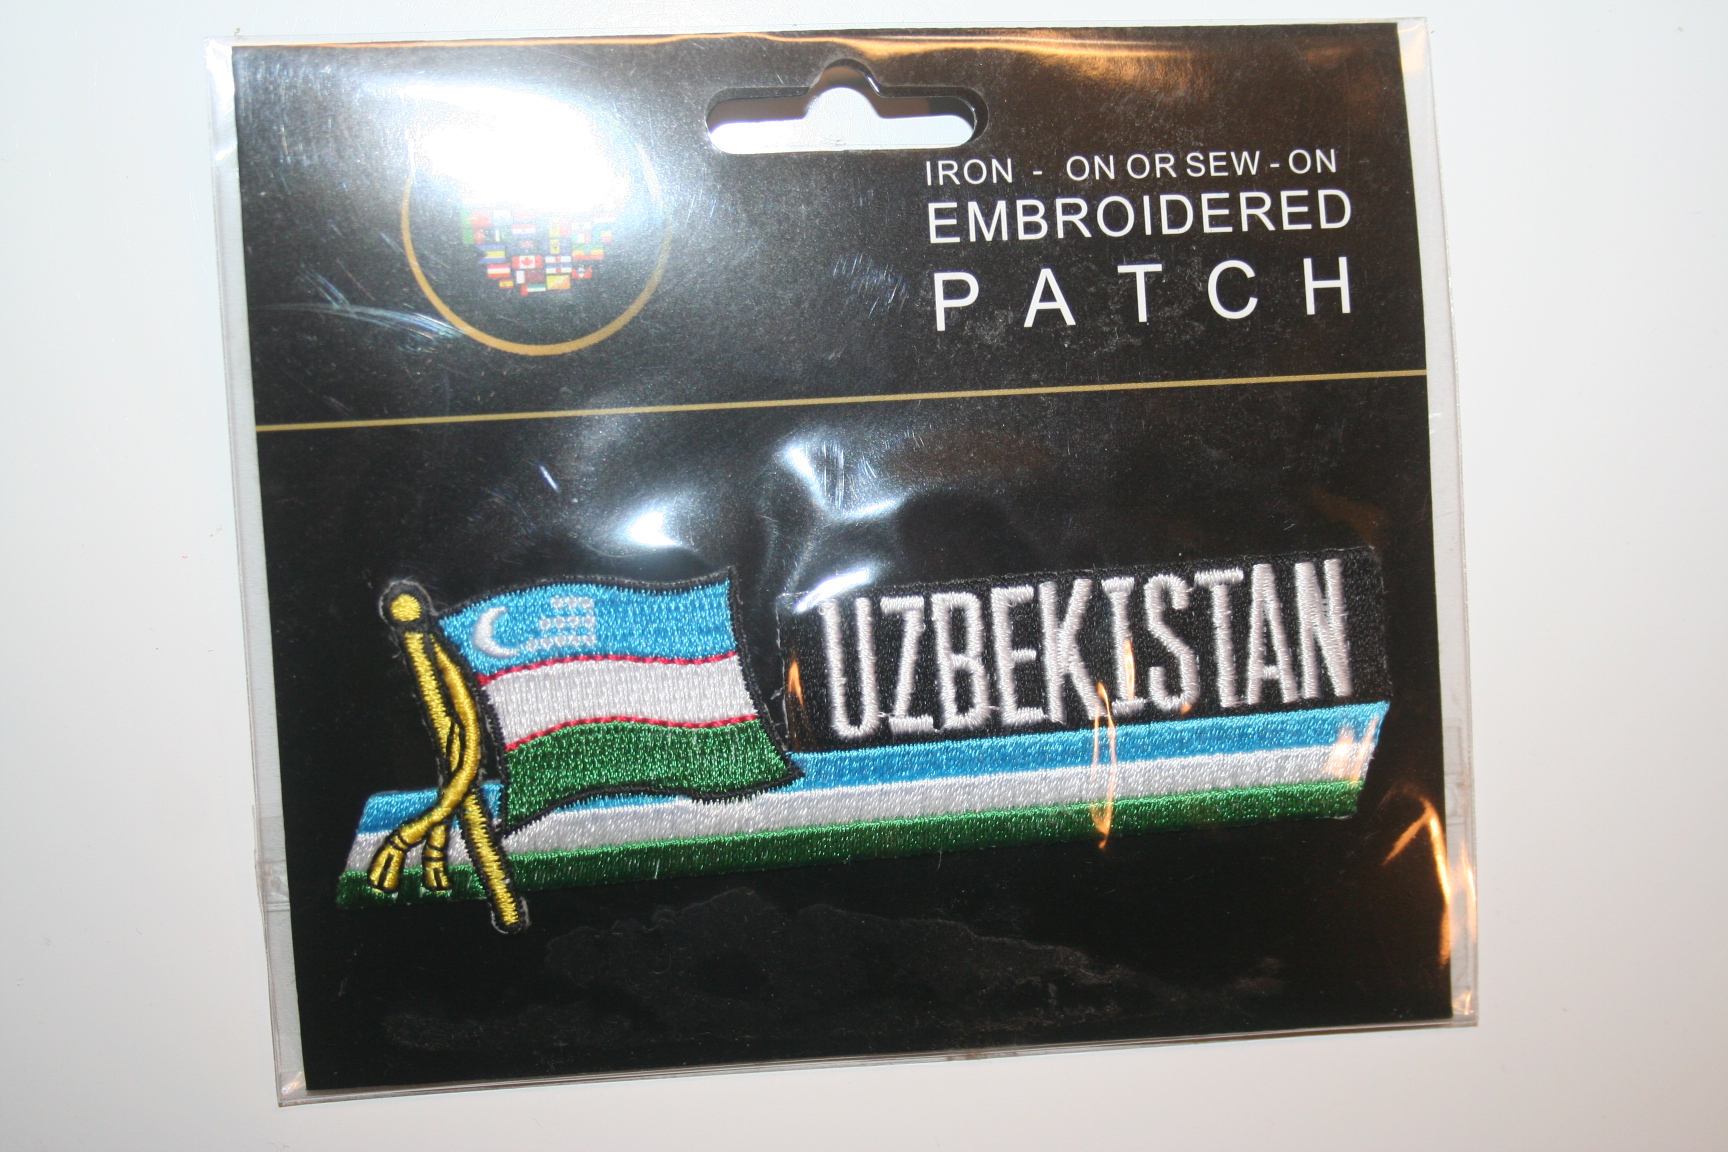 IRON - ON OR SEW - ON
EMBROIDERED
PATCH
UZBEKISTAN